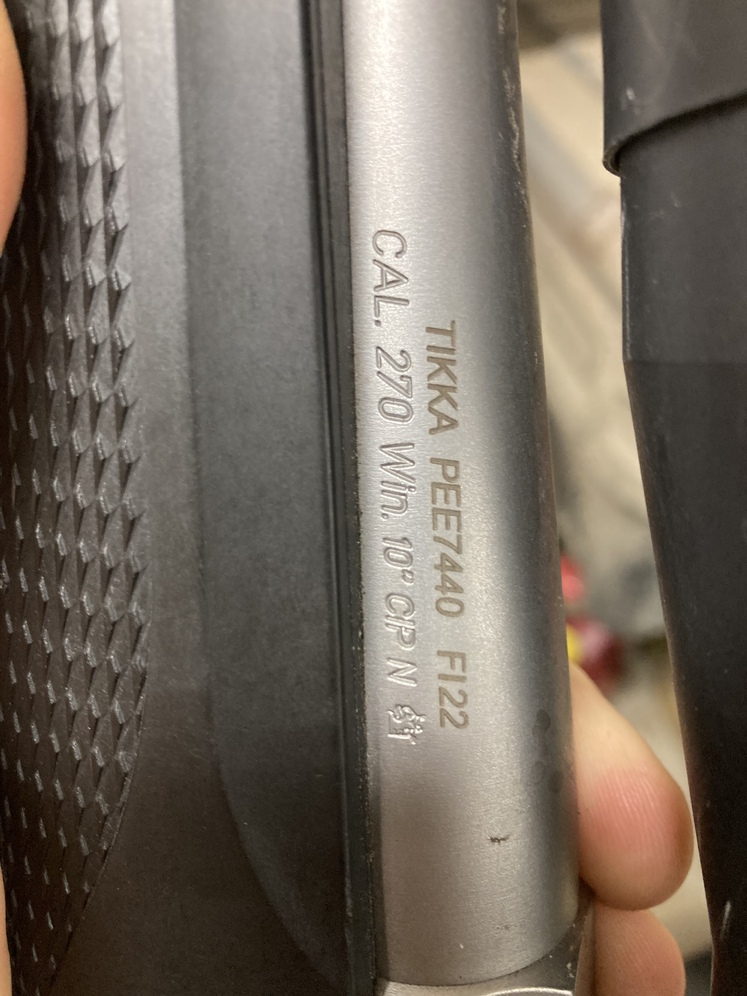 TIKKA PEE7440 FI22
CAL. 270 Win. 10" CIP N